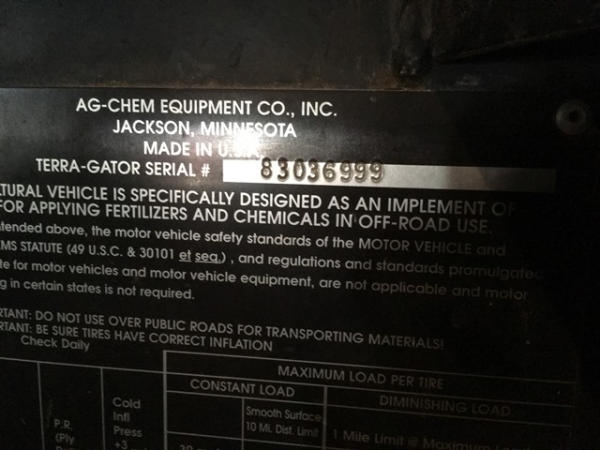 AG-CHEM EQUIPMENT CO., INC.
JACKSON, MINNESOTA
MADE IN U.S.A.
TERRA-GATOR SERIAL # 83036999
LTURAL VEHICLE IS SPECIFICALLY DESIGNED AS AN IMPLEMENT OF
FOR APPLYING FERTILIZERS AND CHEMICALS IN OFF-ROAD USE.
tended above, the motor vehicle safety standards of the MOTOR VEHICLE and
MS STATUTE (49 U.S.C. & 30101 et seq.), and regulations and standards promulgated
te for motor vehicles and motor vehicle equipment, are not applicable and motor
g in certain states is not required.
RTANT: DO NOT USE OVER PUBLIC ROADS FOR TRANSPORTING MATERIALS!
RTANT: BE SURE TIRES HAVE CORRECT INFLATION
Check Daily
MAXIMUM LOAD PER TIRE
CONSTANT LOAD DIMINISHING LOAD
Smooth Surface
10 Mi. Dist. Limit 1 Mile Limit @ Maximum
Cold
Infl
Press
+3
P.R.
(Ply